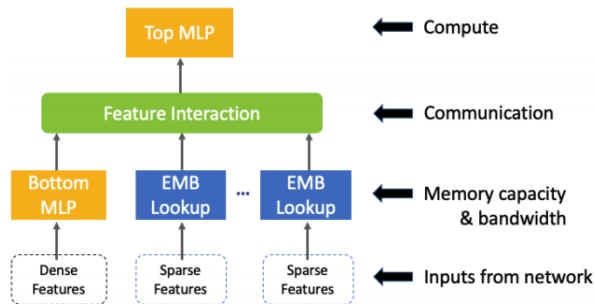 Top MLP
Compute
Feature Interaction
Communication
Bottom
MLP
EMB
Lookup
...
EMB
Lookup
Memory capacity
& bandwidth
Dense
Features
Sparse
Features
Sparse
Features
Inputs from network